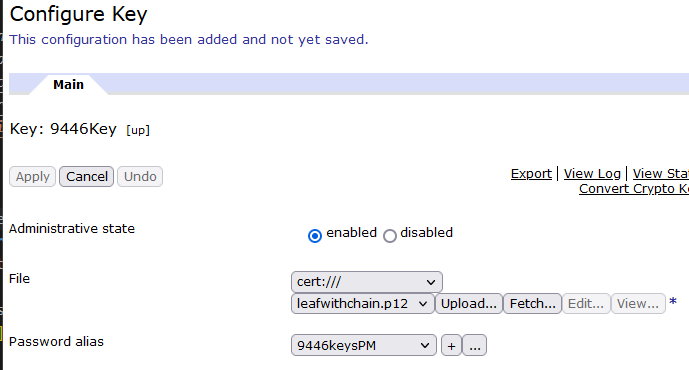 Configure Key
This configuration has been added and not yet saved.
Main
Key: 9446Key [up]
Apply Cancel Undo
Export View Log View Sta
Convert Crypto K
Administrative state enabled disabled
File cert:///
leafwithchain.p12 Upload... Fetch... Edit... View... *
Password alias 9446keysPM + ...